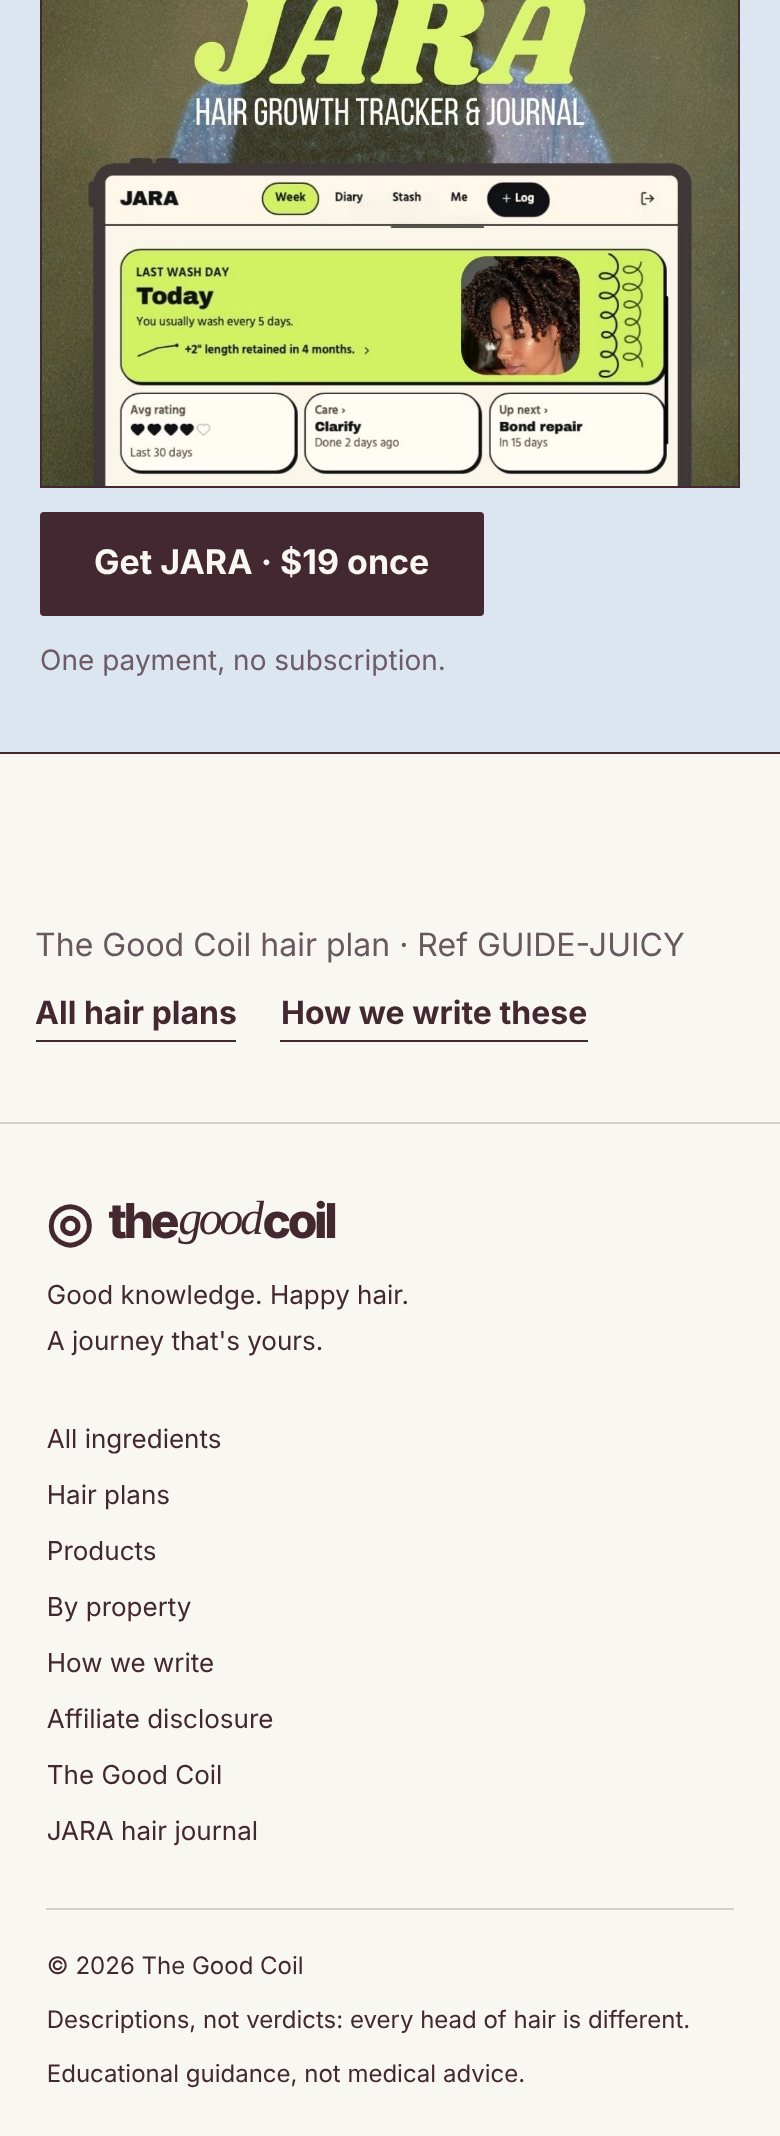 JARA
HAIR GROWTH TRACKER & JOURNAL
JARA Week Diary Stash Me + Log
LAST WASH DAY
Today
You usually wash every 5 days.
+2" length retained in 4 months. ›
Avg rating
Last 30 days
Care ›
Clarify
Done 2 days ago
Up next ›
Bond repair
In 15 days
Get JARA · $19 once
One payment, no subscription.
The Good Coil hair plan · Ref GUIDE-JUICY
All hair plans How we write these
thegoodcoil
Good knowledge. Happy hair.
A journey that's yours.
All ingredients
Hair plans
Products
By property
How we write
Affiliate disclosure
The Good Coil
JARA hair journal
© 2026 The Good Coil
Descriptions, not verdicts: every head of hair is different.
Educational guidance, not medical advice.